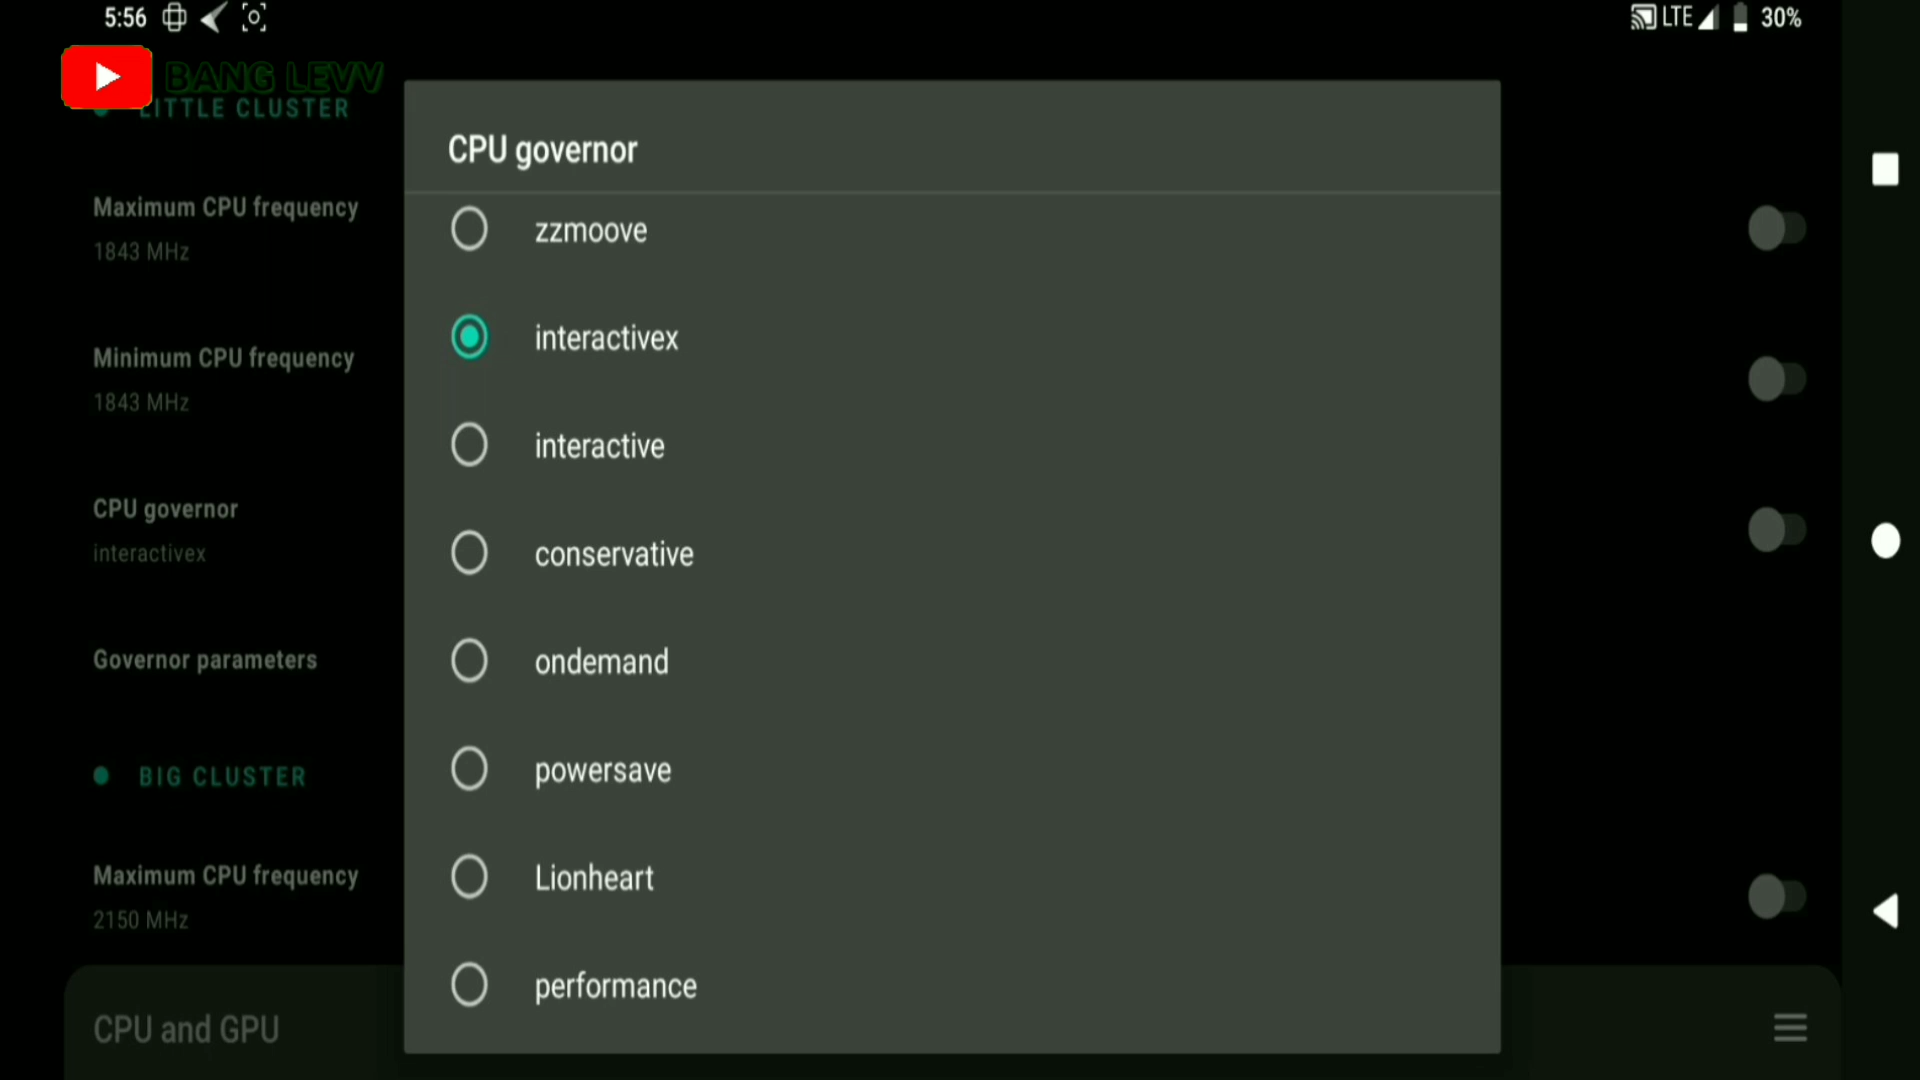 5:56
LTE
30%
BANG LEVV
LITTLE CLUSTER
CPU governor
Maximum CPU frequency
1843 MHz
zzmoove
interactivex
Minimum CPU frequency
1843 MHz
interactive
CPU governor
interactivex
conservative
Governor parameters
ondemand
BIG CLUSTER
powersave
Maximum CPU frequency
2150 MHz
Lionheart
performance
CPU and GPU